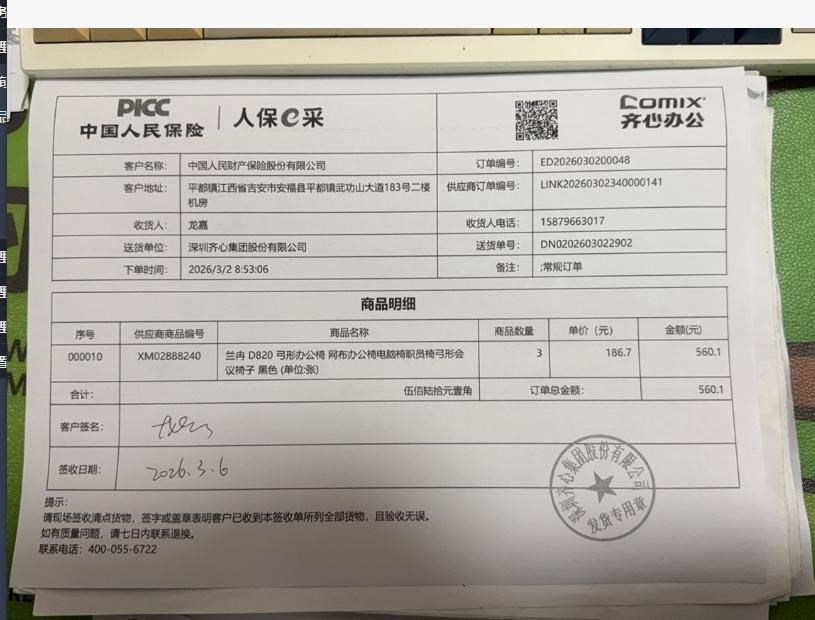 PICC
中国人民保险
人保e采
COMIX
齐心办公
客户名称: 中国人民财产保险股份有限公司 订单编号: ED2026030200048
客户地址: 平都镇江西省吉安市安福县平都镇武功山大道183号二楼 供应商订单编号: LINK20260302340000141
机房
收货人: 龙嘉 收货人电话: 15879663017
送货单位: 深圳齐心集团股份有限公司 送货单号: DN0202603022902
下单时间: 2026/3/2 8:53:06 备注: ;常规订单
商品明细
序号 供应商商品编号 商品名称 商品数量 单价（元） 金额(元)
000010 XM02888240 兰冉 D820 弓形办公椅 网布办公椅电脑椅职员椅弓形会 3 186.7 560.1
议椅子 黑色 (单位:张)
合计: 伍佰陆拾元壹角 订单总金额: 560.1
客户签名:
签收日期: 2026.3.6
深圳齐心集团股份有限公司
发货专用章
提示:
请现场签收清点货物，签字或盖章表明客户已收到本签收单所列全部货物，且验收无误。
如有质量问题，请七日内联系退换。
联系电话：400-055-6722